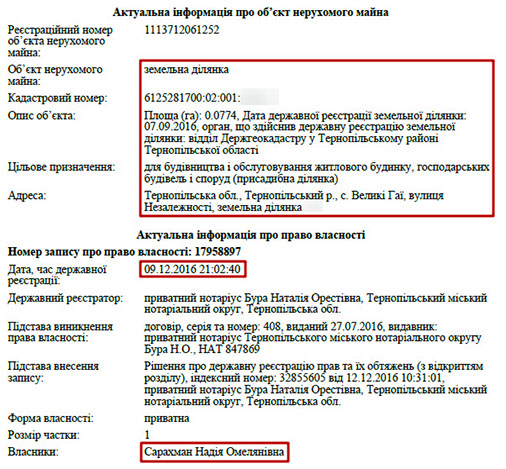 Актуальна інформація про об’єкт нерухомого майна
Реєстраційний номер об’єкта нерухомого майна: 1113712061252
Об’єкт нерухомого майна: земельна ділянка
Кадастровий номер: 6125281700:02:001:
Опис об’єкта: Площа (га): 0.0774, Дата державної реєстрації земельної ділянки:
07.09.2016, орган, що здійснив державну реєстрацію земельної
ділянки: відділ Держгеокадастру у Тернопільському районі
Тернопільської області
Цільове призначення: для будівництва і обслуговування житлового будинку, господарських
будівель і споруд (присадибна ділянка)
Адреса: Тернопільська обл., Тернопільський р., с. Великі Гаї, вулиця
Незалежності, земельна ділянка
Актуальна інформація про право власності
Номер запису про право власності: 17958897
Дата, час державної реєстрації: 09.12.2016 21:02:40
Державний реєстратор: приватний нотаріус Бура Наталія Орестівна, Тернопільський міський
нотаріальний округ, Тернопільська обл.
Підстава виникнення права власності: договір, серія та номер: 408, виданий 27.07.2016, видавник:
приватний нотаріус Тернопільського міського нотаріального округу
Бура Н.О., НАТ 847869
Підстава внесення запису: Рішення про державну реєстрацію прав та їх обтяжень (з відкриттям
розділу), індексний номер: 32855605 від 12.12.2016 10:31:01,
приватний нотаріус Бура Наталія Орестівна, Тернопільський міський
нотаріальний округ, Тернопільська обл.
Форма власності: приватна
Розмір частки: 1
Власники: Сарахман Надія Омелянівна